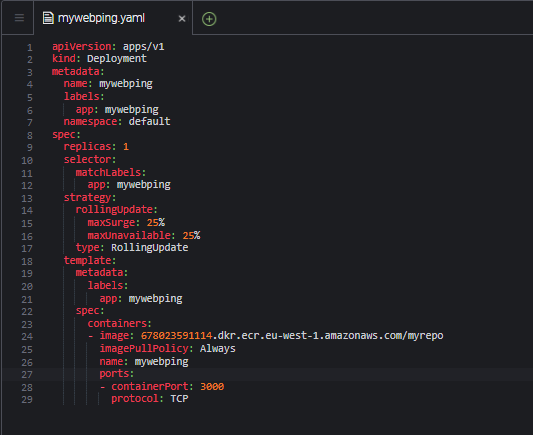 mywebping.yaml
1 apiVersion: apps/v1
2 kind: Deployment
3 metadata:
4   name: mywebping
5   labels:
6     app: mywebping
7   namespace: default
8 spec:
9   replicas: 1
10   selector:
11     matchLabels:
12       app: mywebping
13   strategy:
14     rollingUpdate:
15       maxSurge: 25%
16       maxUnavailable: 25%
17     type: RollingUpdate
18   template:
19     metadata:
20       labels:
21         app: mywebping
22     spec:
23       containers:
24       - image: 678023591114.dkr.ecr.eu-west-1.amazonaws.com/myrepo
25         imagePullPolicy: Always
26         name: mywebping
27         ports:
28         - containerPort: 3000
29           protocol: TCP